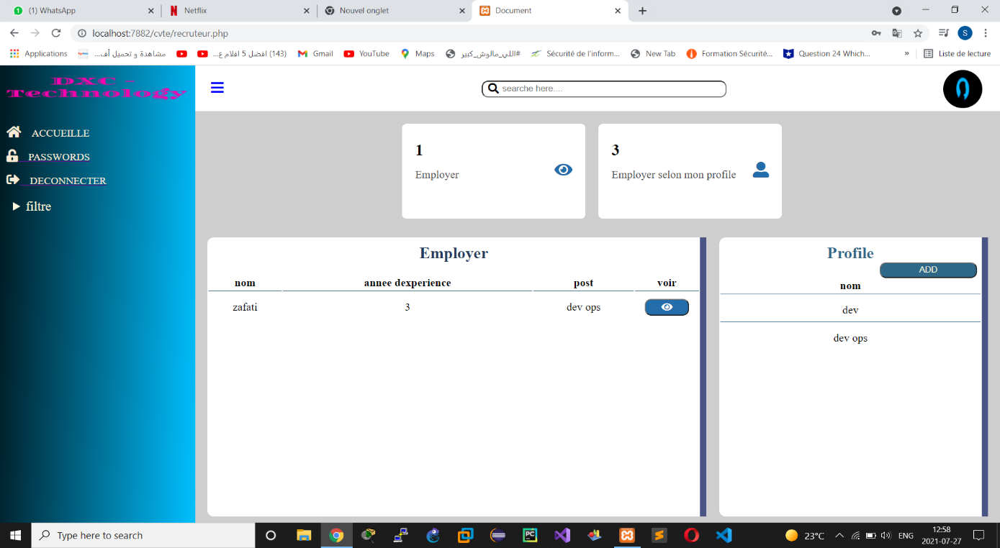 (1) WhatsApp
Netflix
Nouvel onglet
Document
localhost:7882/cvte/recruteur.php
S
Applications
مشاهدة و تحميل أف...
(143) افضل 5 افلام ع...
Gmail
YouTube
Maps
#اللي_مالوش_كبير
Sécurité de l'inform...
New Tab
Formation Sécurité...
Question 24 Which...
»
Liste de lecture
DXC -
Technology
searche here....
ACCUEILLE
PASSWORDS
DECONNECTER
filtre
1
Employer
3
Employer selon mon profile
Employer
nom annee dexperience post voir
zafati 3 dev ops
Profile
ADD
nom
dev
dev ops
Type here to search
23°C
ENG
12:58
2021-07-27